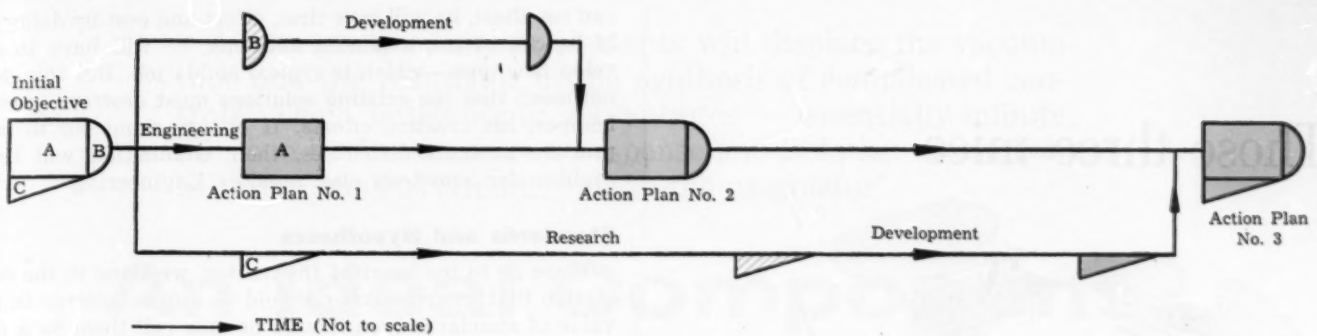 Development
B
Initial
Objective
A
B
C
Engineering
A
Action Plan No. 1
Action Plan No. 2
Action Plan
No. 3
Research
Development
C
TIME (Not to scale)